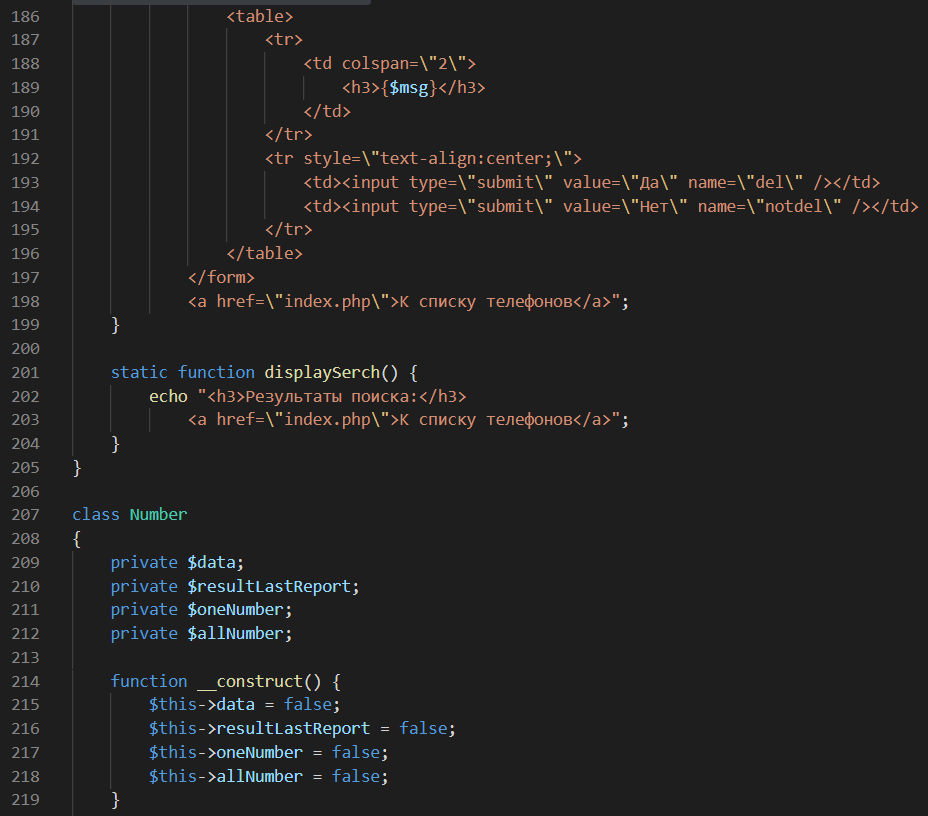 186 <table>
187 <tr>
188 <td colspan=\"2\">
189 <h3>{$msg}</h3>
190 </td>
191 </tr>
192 <tr style=\"text-align:center;\">
193 <td><input type=\"submit\" value=\"Да\" name=\"del\" /></td>
194 <td><input type=\"submit\" value=\"Нет\" name=\"notdel\" /></td>
195 </tr>
196 </table>
197 </form>
198 <a href=\"index.php\">К списку телефонов</a>";
199 }
200
201 static function displaySerch() {
202 echo "<h3>Результаты поиска:</h3>
203 <a href=\"index.php\">К списку телефонов</a>";
204 }
205 }
206
207 class Number
208 {
209 private $data;
210 private $resultLastReport;
211 private $oneNumber;
212 private $allNumber;
213
214 function __construct() {
215 $this->data = false;
216 $this->resultLastReport = false;
217 $this->oneNumber = false;
218 $this->allNumber = false;
219 }